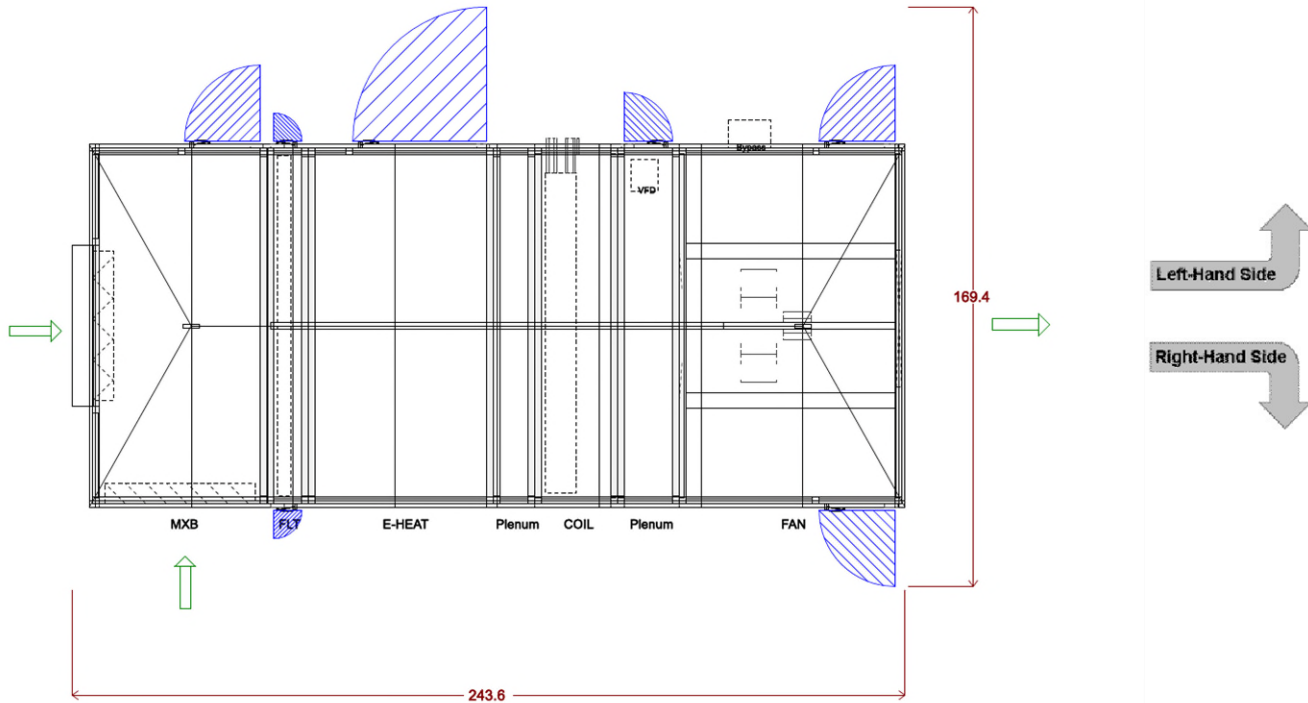 Bypass
VFD
169.4
Left-Hand Side
Right-Hand Side
MXB
FLT
E-HEAT
Plenum
COIL
Plenum
FAN
243.6